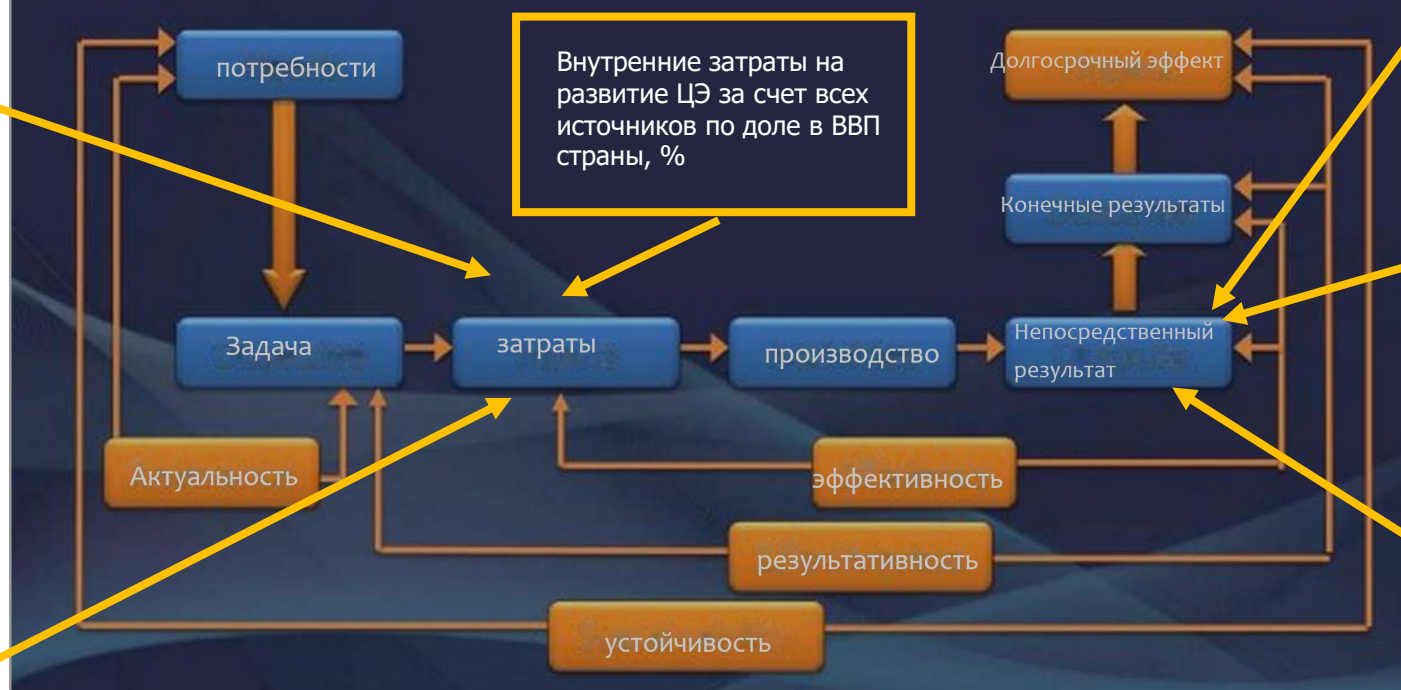 потребности
Внутренние затраты на
развитие ЦЭ за счет всех
источников по доле в ВВП
страны, %
Долгосрочный эффект
Конечные результаты
Задача
затраты
производство
Непосредственный
результат
Актуальность
эффективность
результативность
устойчивость